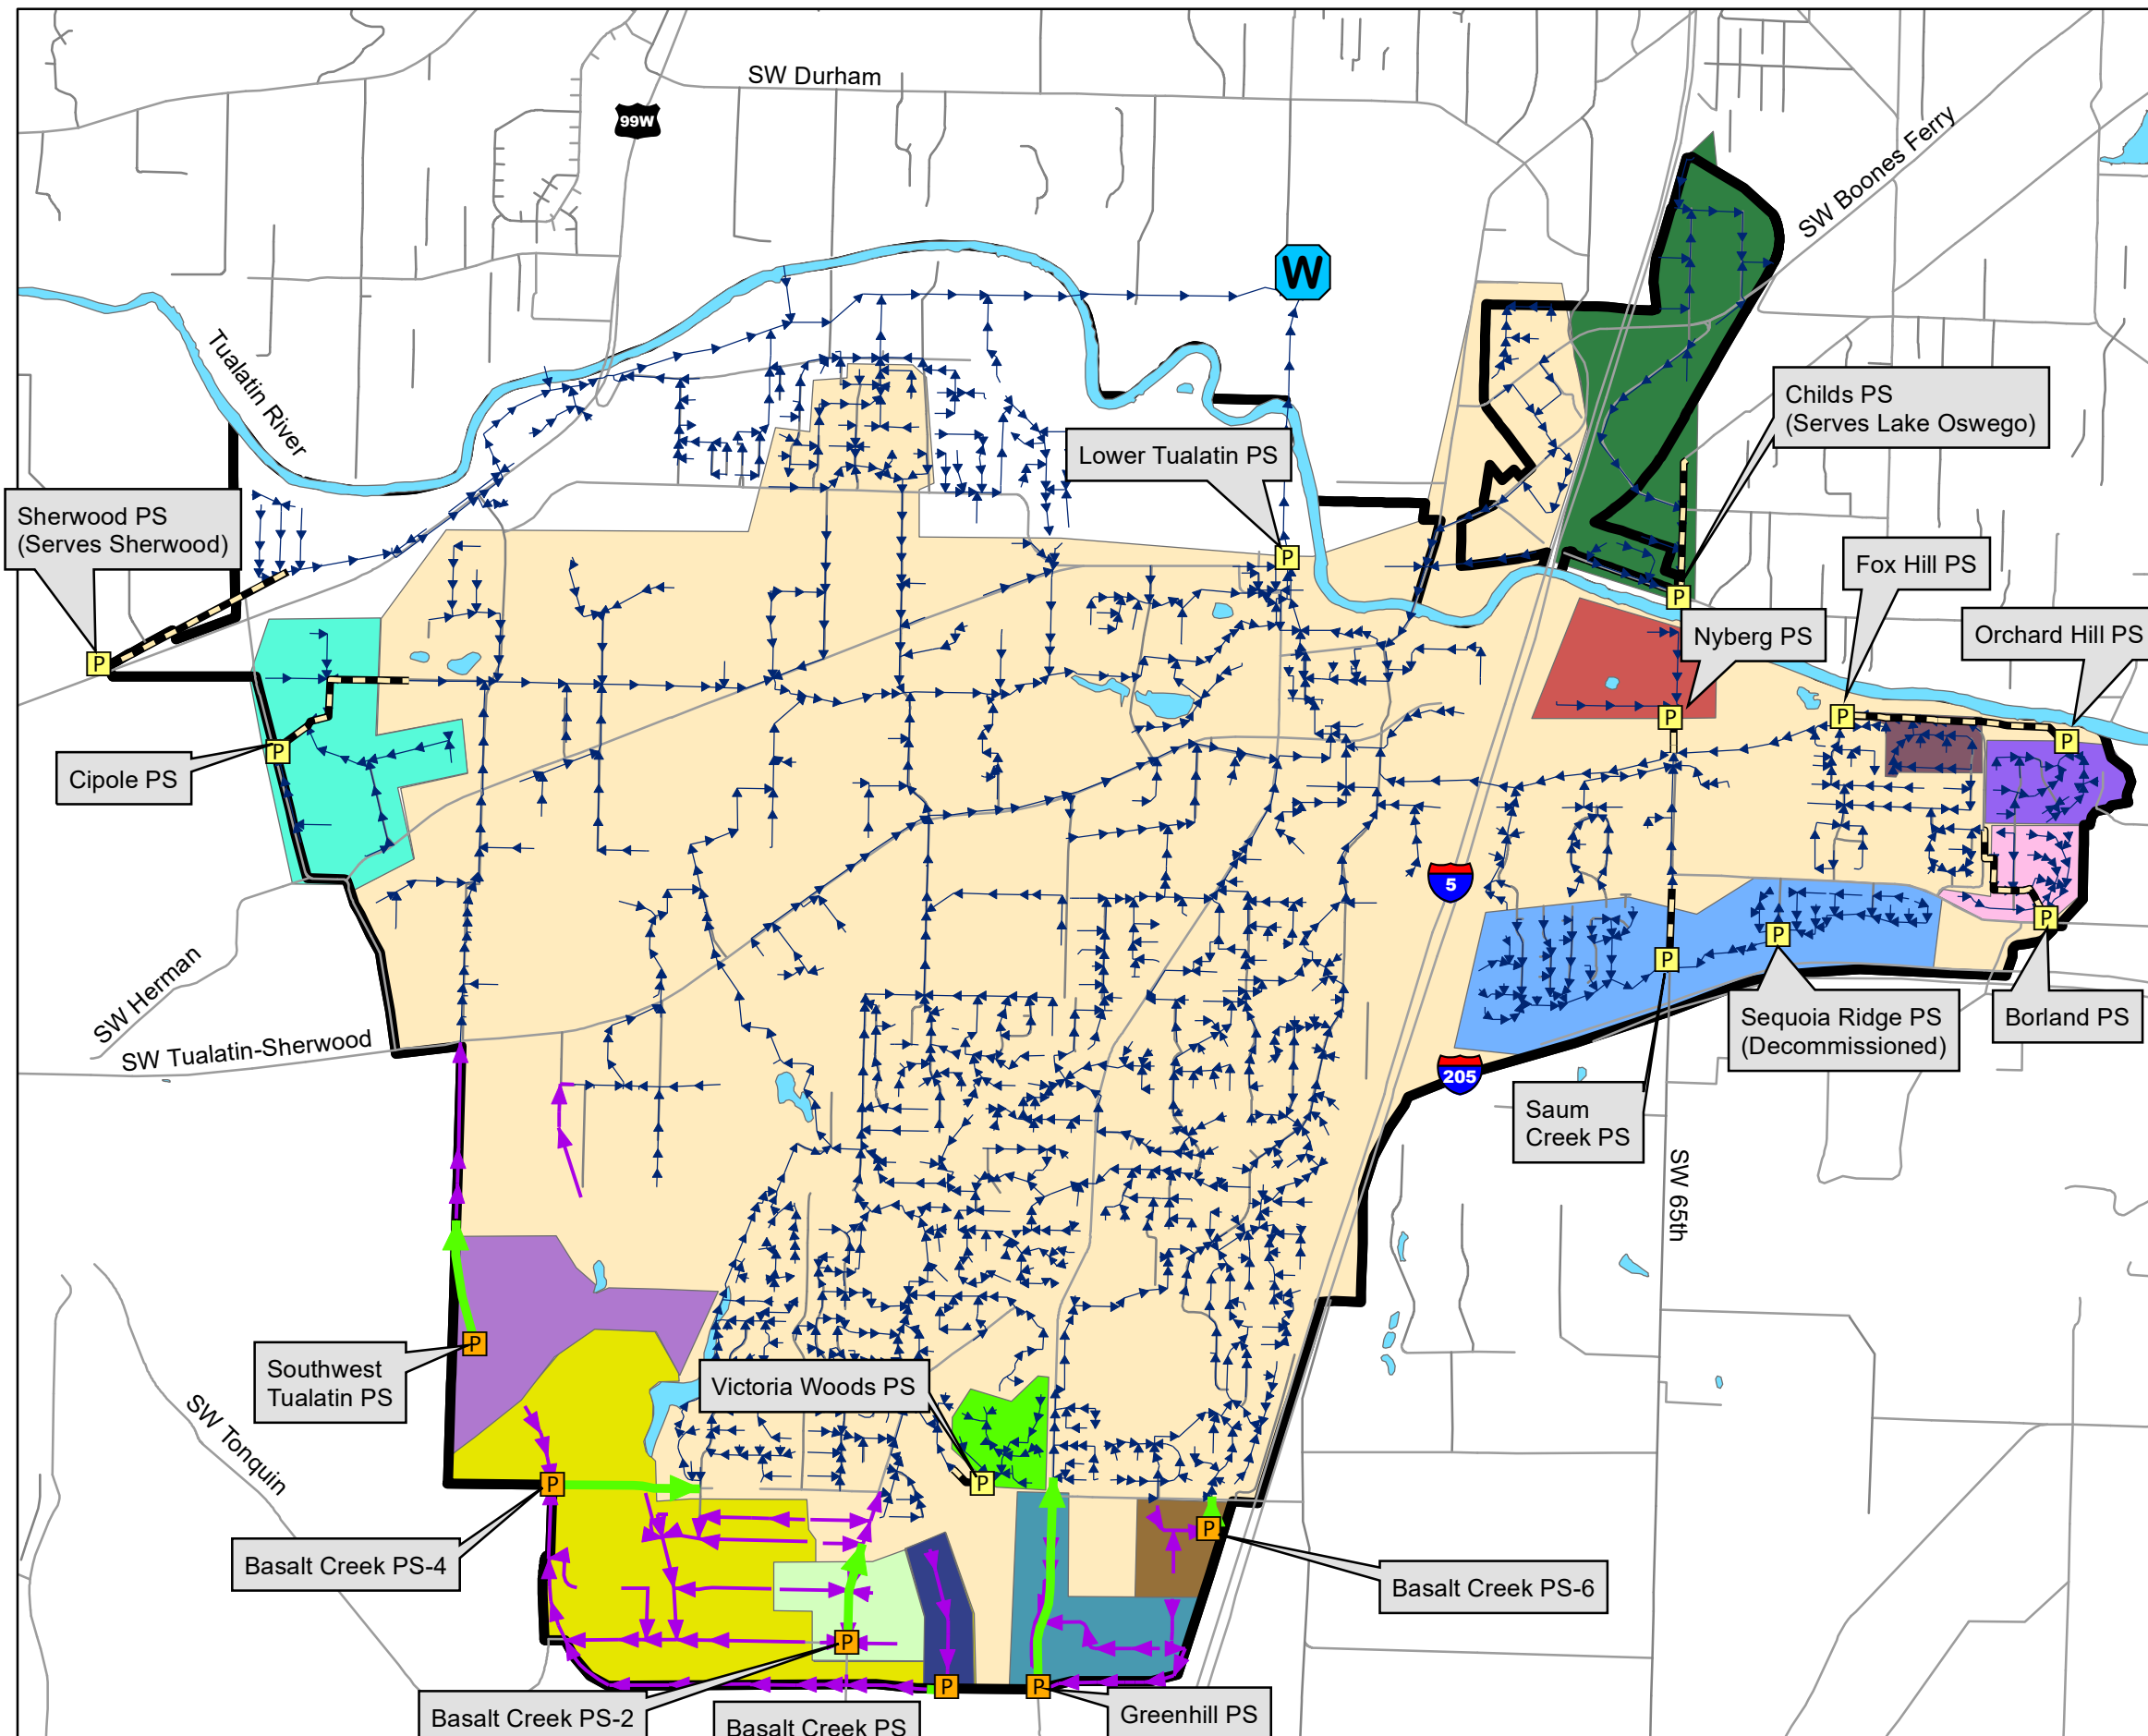 SW Durham
99W
SW Boones Ferry
W
Tualatin River
Childs PS
(Serves Lake Oswego)
Lower Tualatin PS
Sherwood PS
(Serves Sherwood)
P
Fox Hill PS
P
P
Orchard Hill PS
Nyberg PS
P
P
P
P
Cipole PS
P
5
P
P
P
SW Herman
SW Tualatin-Sherwood
Sequoia Ridge PS
(Decommissioned)
Borland PS
205
Saum
Creek PS
SW 65th
P
Southwest
Tualatin PS
Victoria Woods PS
SW Tonquin
P
P
P
Basalt Creek PS-4
Basalt Creek PS-6
P
P
P
Basalt Creek PS-2
Basalt Creek PS
Greenhill PS